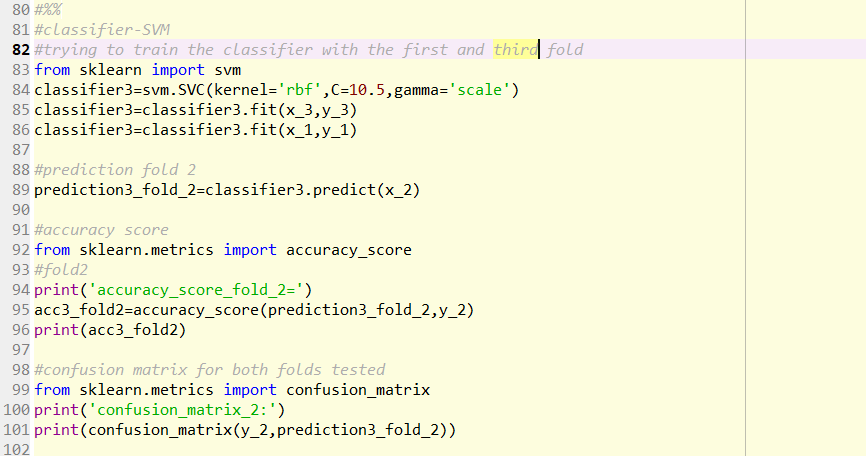 80 #%%
81 #classifier-SVM
82 #trying to train the classifier with the first and third fold
83 from sklearn import svm
84 classifier3=svm.SVC(kernel='rbf',C=10.5,gamma='scale')
85 classifier3=classifier3.fit(x_3,y_3)
86 classifier3=classifier3.fit(x_1,y_1)
87
88 #prediction fold 2
89 prediction3_fold_2=classifier3.predict(x_2)
90
91 #accuracy score
92 from sklearn.metrics import accuracy_score
93 #fold2
94 print('accuracy_score_fold_2=')
95 acc3_fold2=accuracy_score(prediction3_fold_2,y_2)
96 print(acc3_fold2)
97
98 #confusion matrix for both folds tested
99 from sklearn.metrics import confusion_matrix
100 print('confusion_matrix_2:')
101 print(confusion_matrix(y_2,prediction3_fold_2))
102